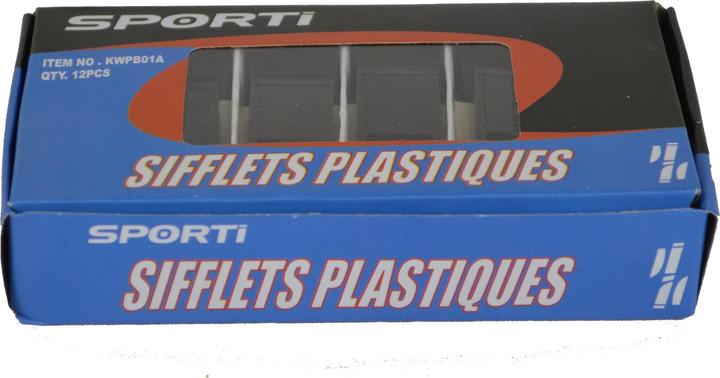 SPORTi
ITEM NO . KWPB01A
QTY. 12PCS
SIFFLETS PLASTIQUES
SPORTi
SIFFLETS PLASTIQUES